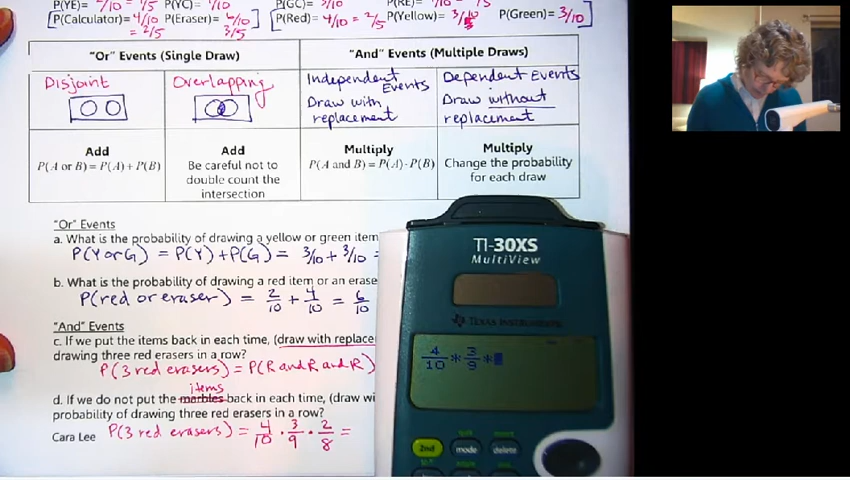 P(Calculator)= 4/10 P(Eraser)= 6/10
= 2/5 3/5
P(Red)= 4/10 = 2/5 P(Yellow)= 3/10 P(Green)= 3/10
"Or" Events (Single Draw) "And" Events (Multiple Draws)
Disjoint Overlapping Independent Events Dependent Events
Draw with replacement Draw without replacement
Add Add Multiply Multiply
P(A or B) = P(A) + P(B) Be careful not to double count the intersection P(A and B) = P(A) · P(B) Change the probability for each draw
"Or" Events
a. What is the probability of drawing a yellow or green item
P(Y or G) = P(Y) + P(G) = 3/10 + 3/10 =
b. What is the probability of drawing a red item or an erase
P(red or eraser) = 2/10 + 4/10 = 6/10
"And" Events
c. If we put the items back in each time, (draw with replace
drawing three red erasers in a row?
P(3 red erasers) = P(R and R and R)
items
d. If we do not put the marbles back in each time, (draw wi
probability of drawing three red erasers in a row?
Cara Lee P(3 red erasers) = 4/10 · 3/9 · 2/8 =
TI-30XS
MultiView
TEXAS INSTRUMENTS
4/10 * 3/9 *
2nd mode delete